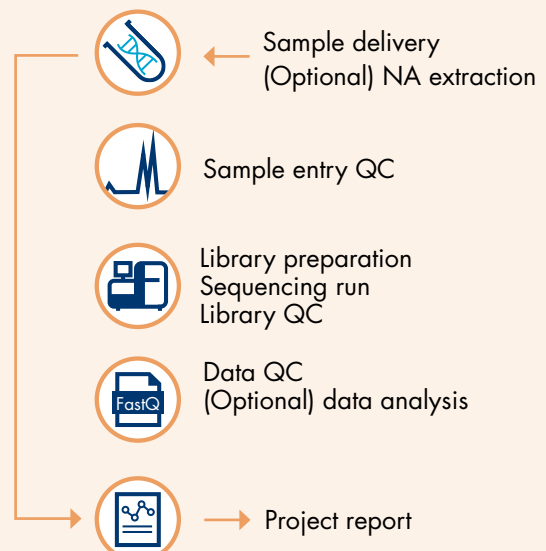 Sample delivery
(Optional) NA extraction
Sample entry QC
Library preparation
Sequencing run
Library QC
Data QC
(Optional) data analysis
FastQ
Project report